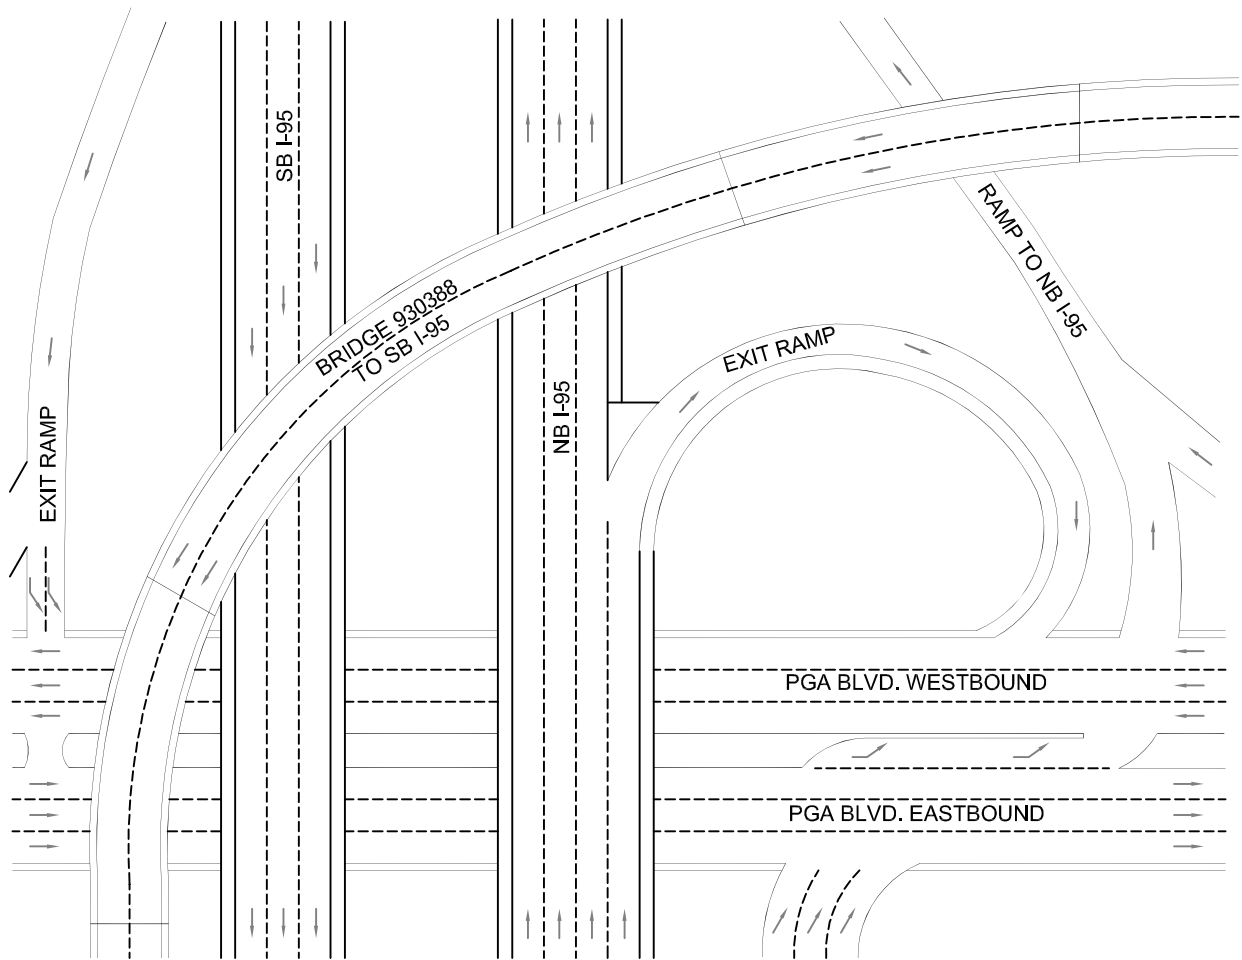 SB I-95
RAMP TO NB I-95
BRIDGE 930388
TO SB I-95
EXIT RAMP
NB I-95
EXIT RAMP
PGA BLVD. WESTBOUND
PGA BLVD. EASTBOUND